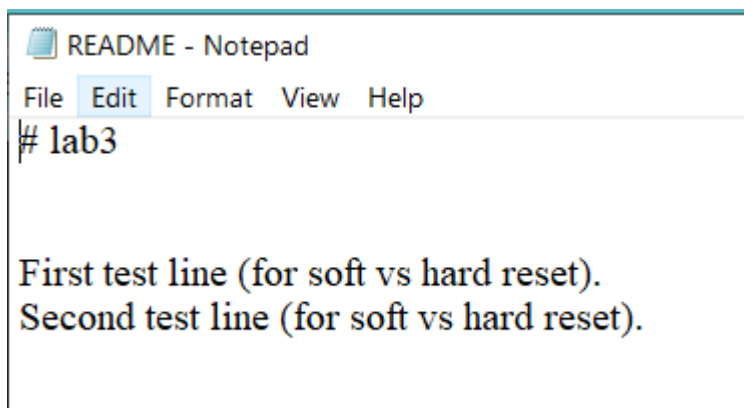 README - Notepad
File Edit Format View Help
# lab3
First test line (for soft vs hard reset).
Second test line (for soft vs hard reset).